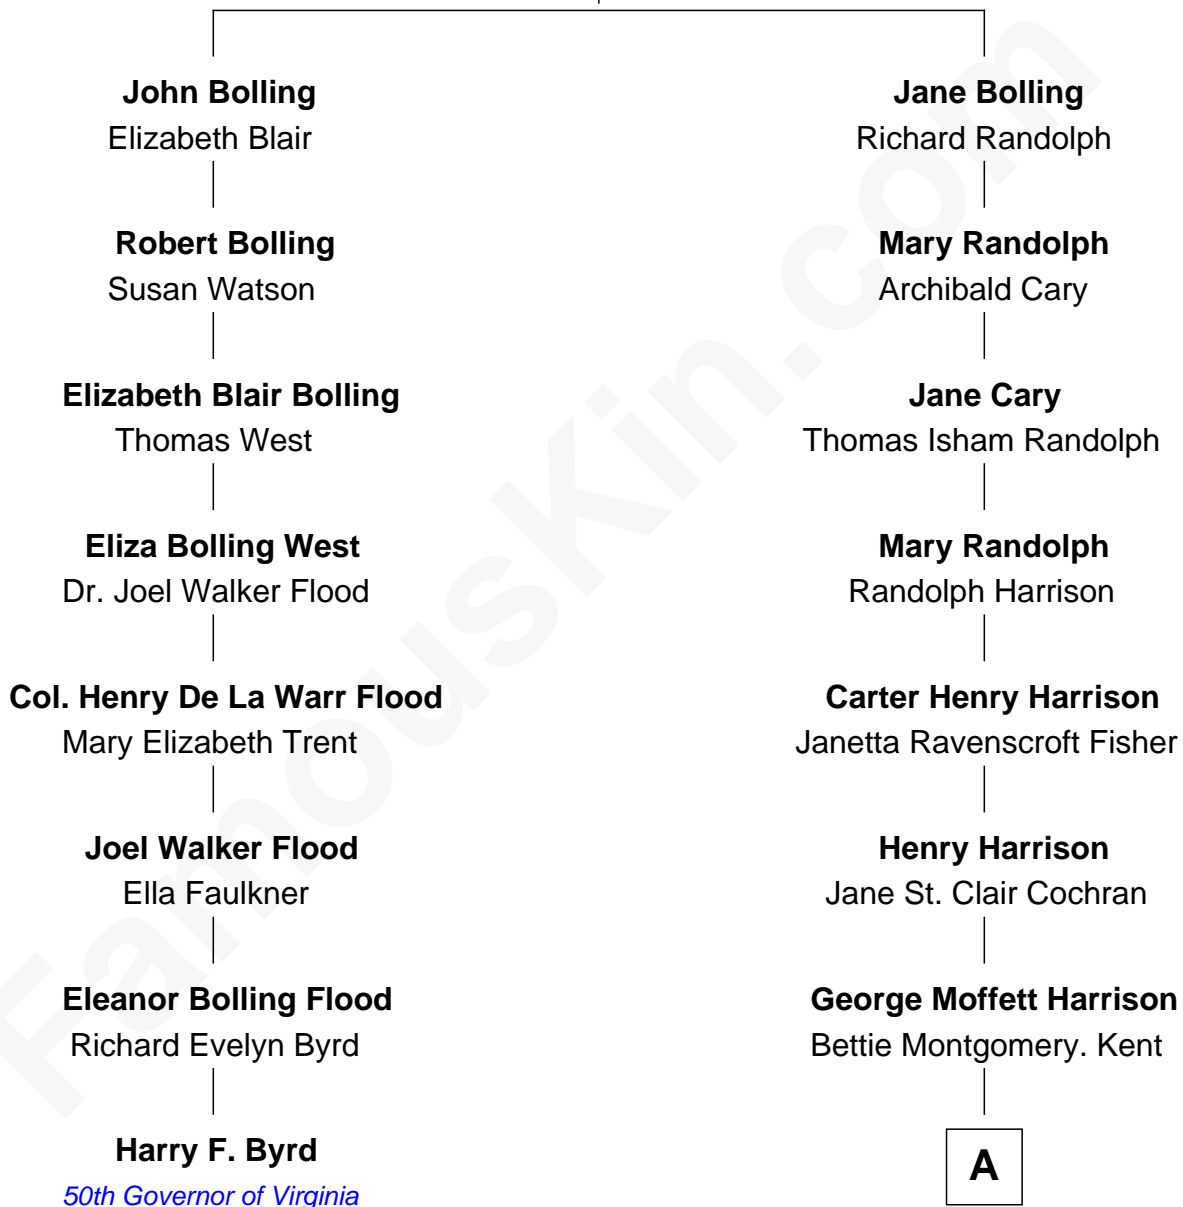 John Bolling
Elizabeth Blair
Robert Bolling
Susan Watson
Elizabeth Blair Bolling
Thomas West
Eliza Bolling West
Dr. Joel Walker Flood
Col. Henry De La Warr Flood
Mary Elizabeth Trent
Joel Walker Flood
Ella Faulkner
Eleanor Bolling Flood
Richard Evelyn Byrd
Harry F. Byrd
50th Governor of Virginia
Jane Bolling
Richard Randolph
Mary Randolph
Archibald Cary
Jane Cary
Thomas Isham Randolph
Mary Randolph
Randolph Harrison
Carter Henry Harrison
Janetta Ravenscroft Fisher
Henry Harrison
Jane St. Clair Cochran
George Moffett Harrison
Bettie Montgomery. Kent
A
FamousKin.com